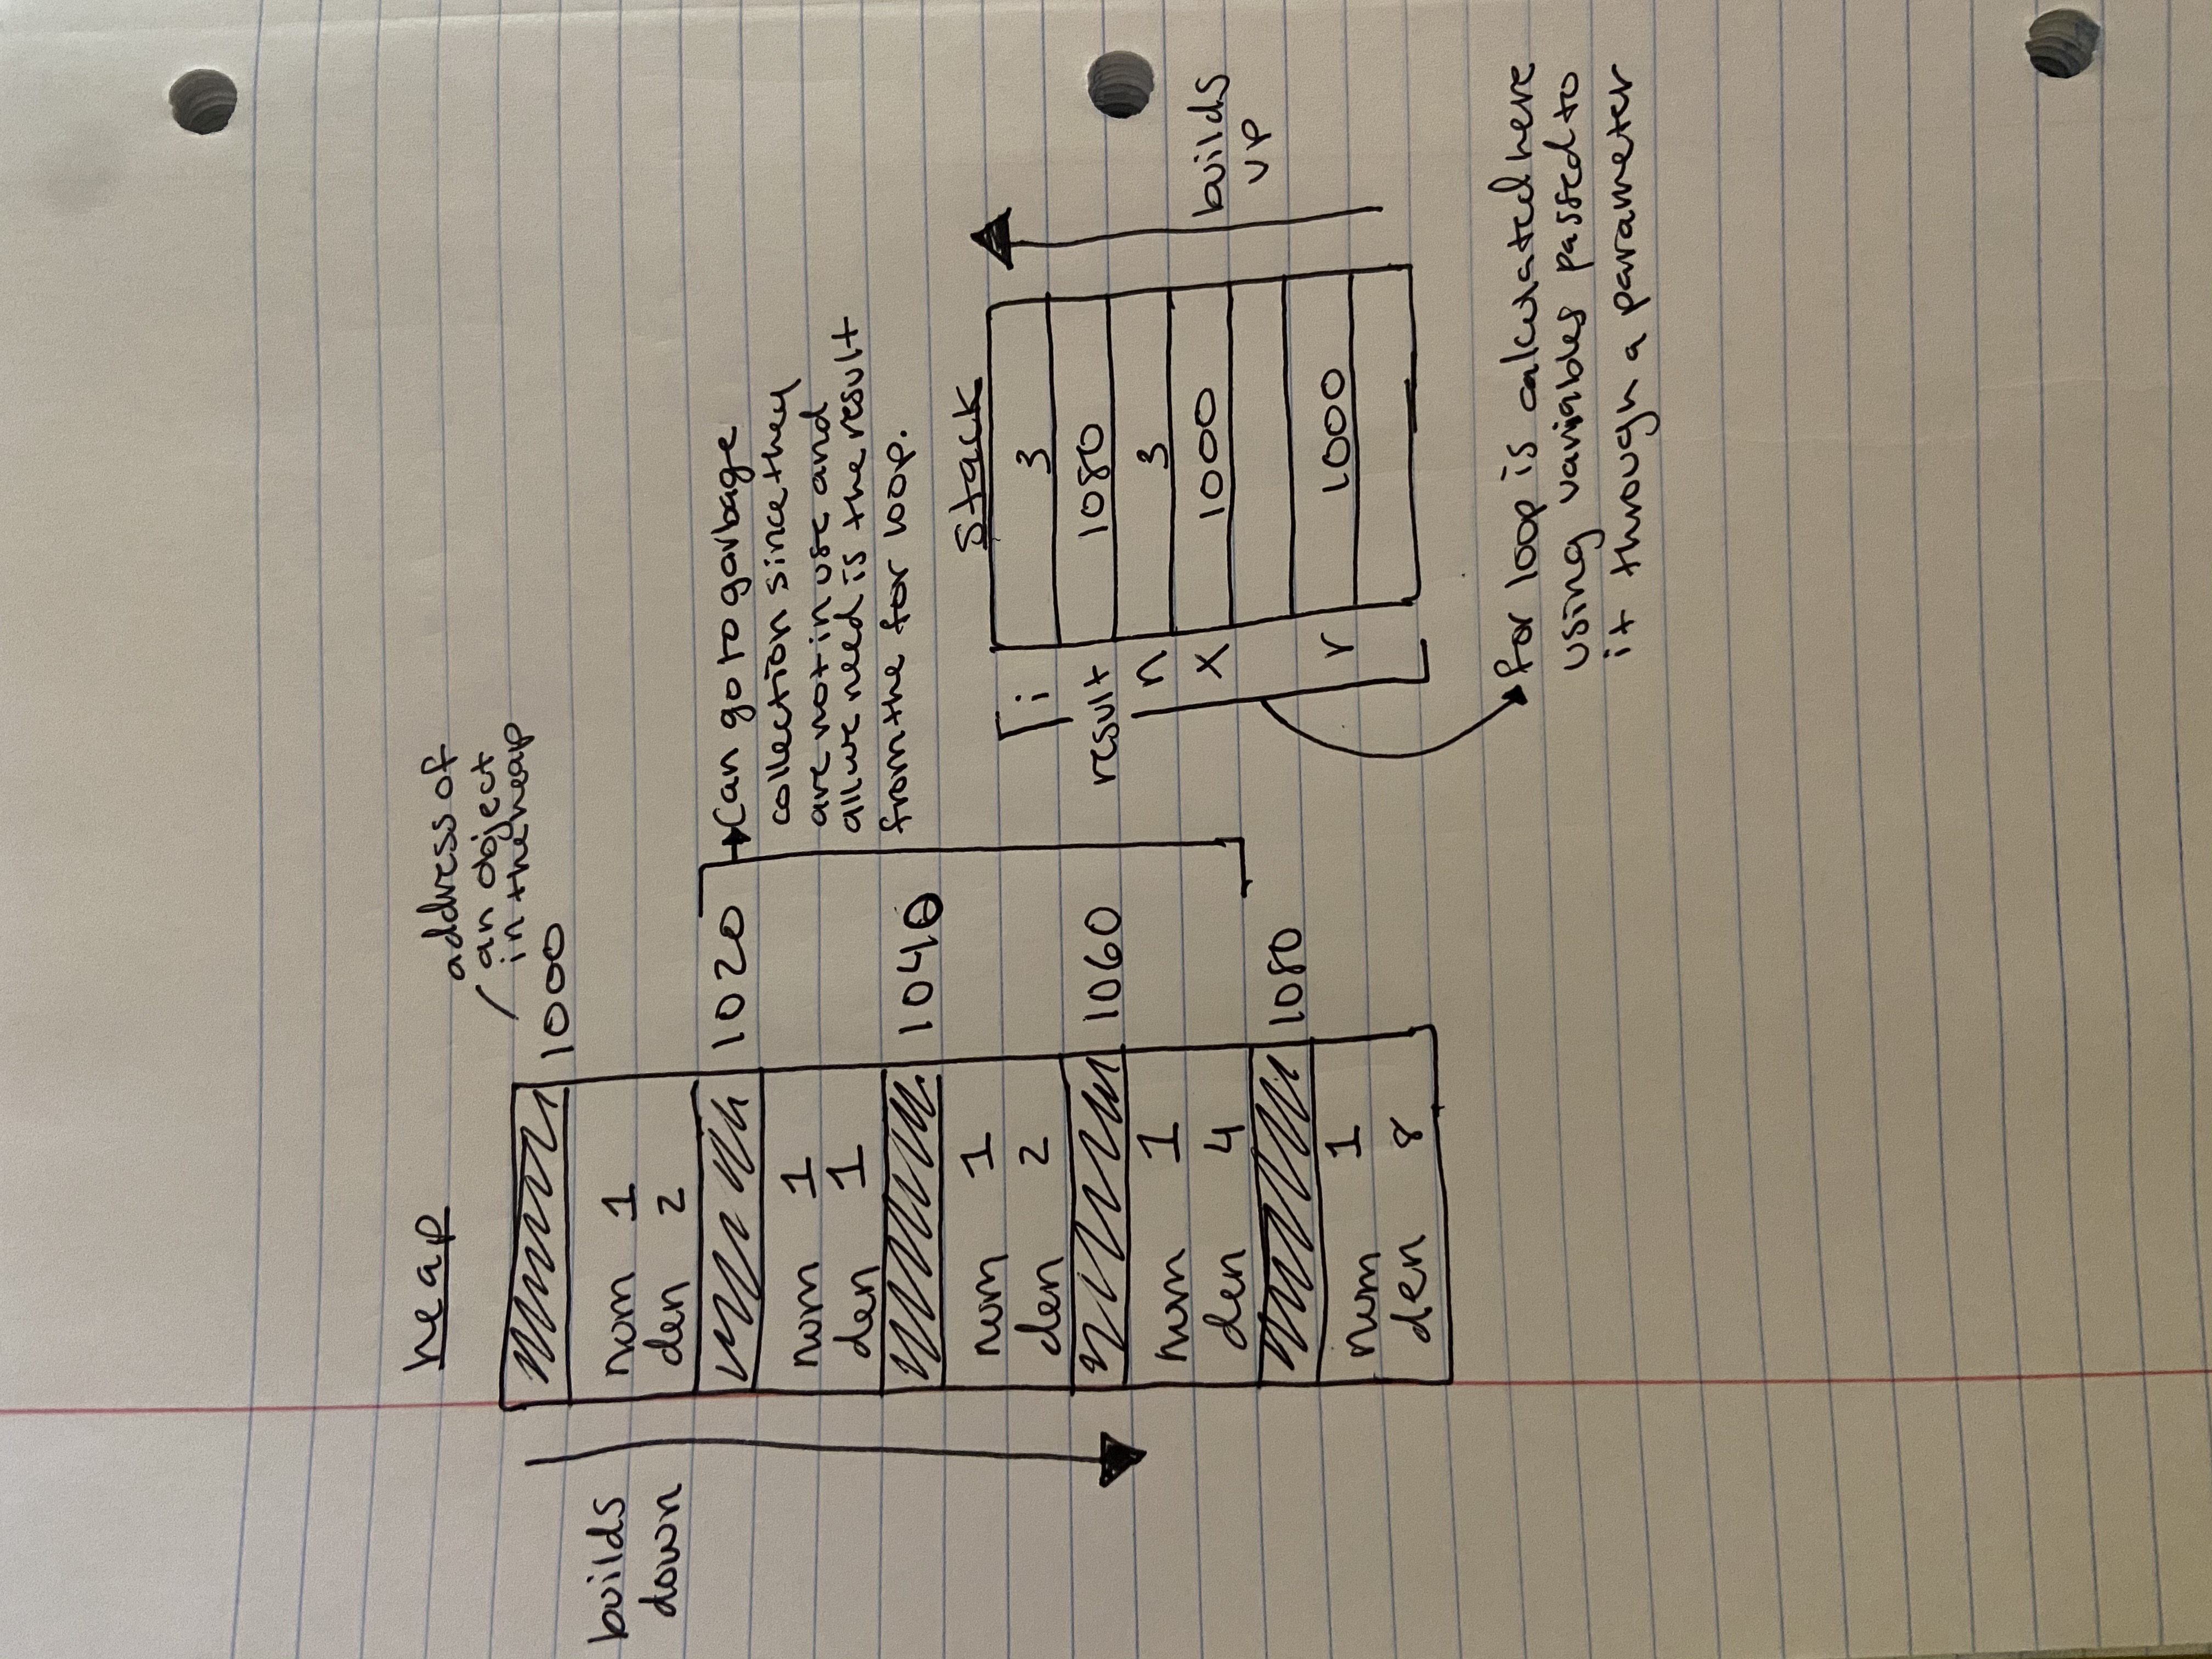 heap
address of
an object
in the heap
1000
builds
down
num 1
den 2
1020
Can go to garbage
collection since they
are not in use and
all we need is the result
from the for loop.
num 1
den 1
1040
num 1
den 2
1060
num 1
den 4
1080
num 1
den 8
Stack
i 3
result 1080
n 3
x 1000
r 1000
builds
up
for loop is calculated here
using variables passed to
it through a parameter